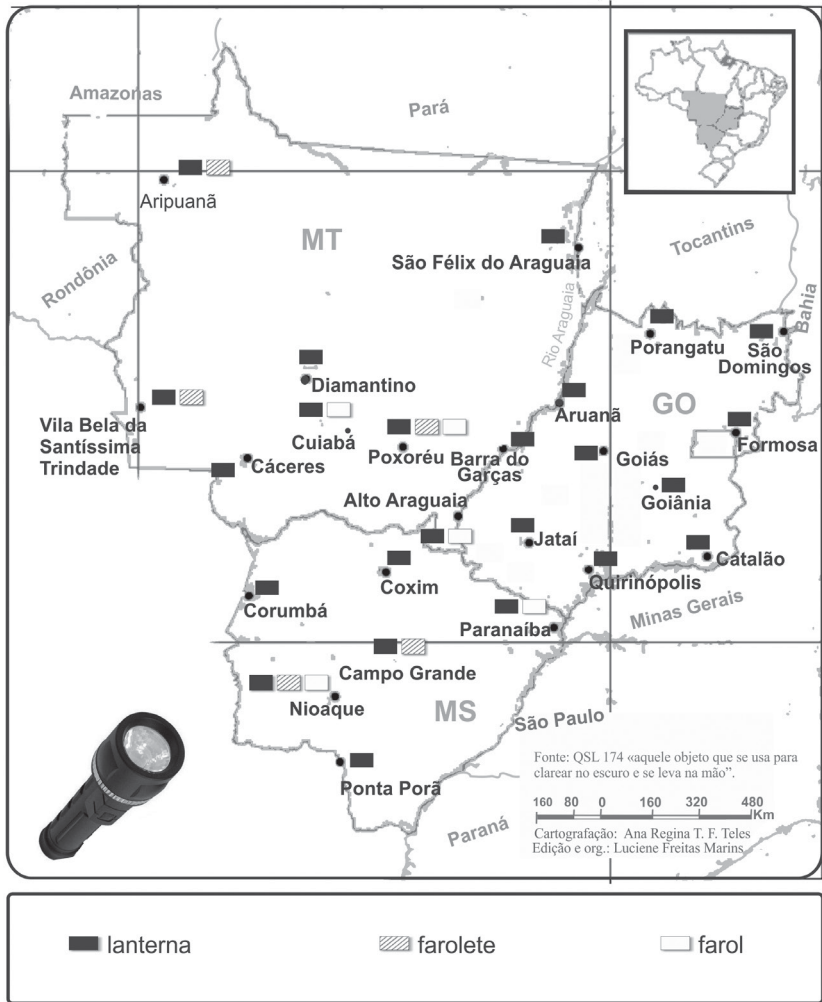 Amazonas
Pará
Aripuanã
MT
Tocantins
São Félix do Araguaia
Rondônia
Bahia
Rio Araguaia
Porangatu
São
Domingos
Diamantino
Aruanã
GO
Vila Bela da
Santíssima
Trindade
Cuiabá
Poxoréu
Barra do
Garças
Goiás
Formosa
Cáceres
Goiânia
Alto Araguaia
Jataí
Catalão
Coxim
Quirinópolis
Corumbá
Minas Gerais
Paranaíba
Campo Grande
Nioaque
MS
São Paulo
Ponta Porã
Paraná
Fonte: QSL 174 «aquele objeto que se usa para
clarear no escuro e se leva na mão”.
160 80 0 160 320 480
Km
Cartografação: Ana Regina T. F. Teles
Edição e org.: Luciene Freitas Marins
lanterna farolete farol